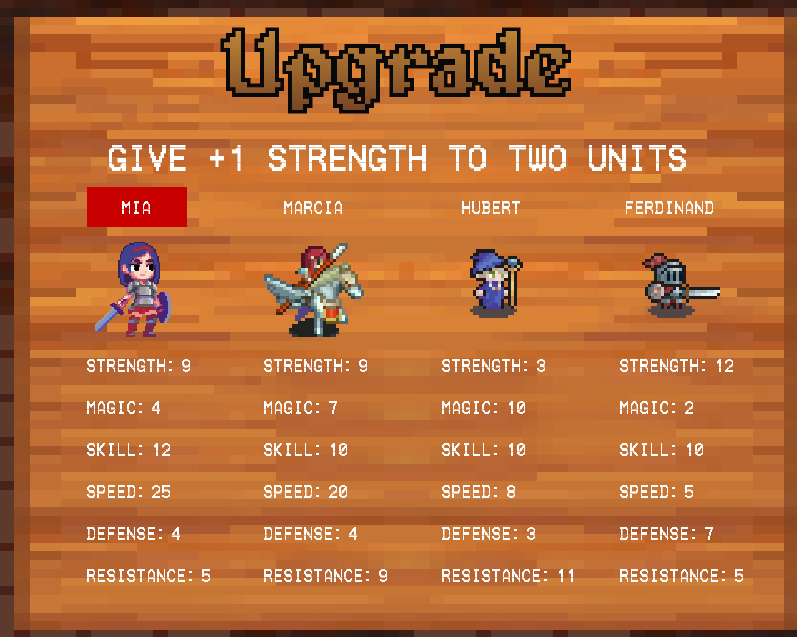 Upgrade
GIVE +1 STRENGTH TO TWO UNITS
MIA MARCIA HUBERT FERDINAND
STRENGTH: 9 STRENGTH: 9 STRENGTH: 3 STRENGTH: 12
MAGIC: 4 MAGIC: 7 MAGIC: 10 MAGIC: 2
SKILL: 12 SKILL: 10 SKILL: 10 SKILL: 10
SPEED: 25 SPEED: 20 SPEED: 8 SPEED: 5
DEFENSE: 4 DEFENSE: 4 DEFENSE: 3 DEFENSE: 7
RESISTANCE: 5 RESISTANCE: 9 RESISTANCE: 11 RESISTANCE: 5